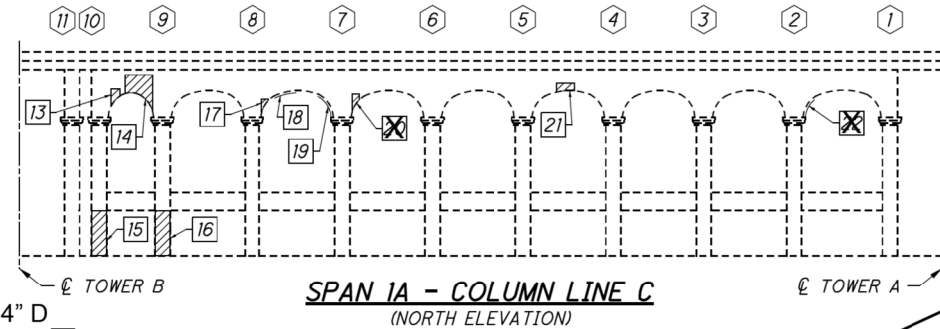 11 10 9 8 7 6 5 4 3 2 1
13 14 17 18 19 21
15 16
℄ TOWER B SPAN 1A - COLUMN LINE C ℄ TOWER A
4” D (NORTH ELEVATION)